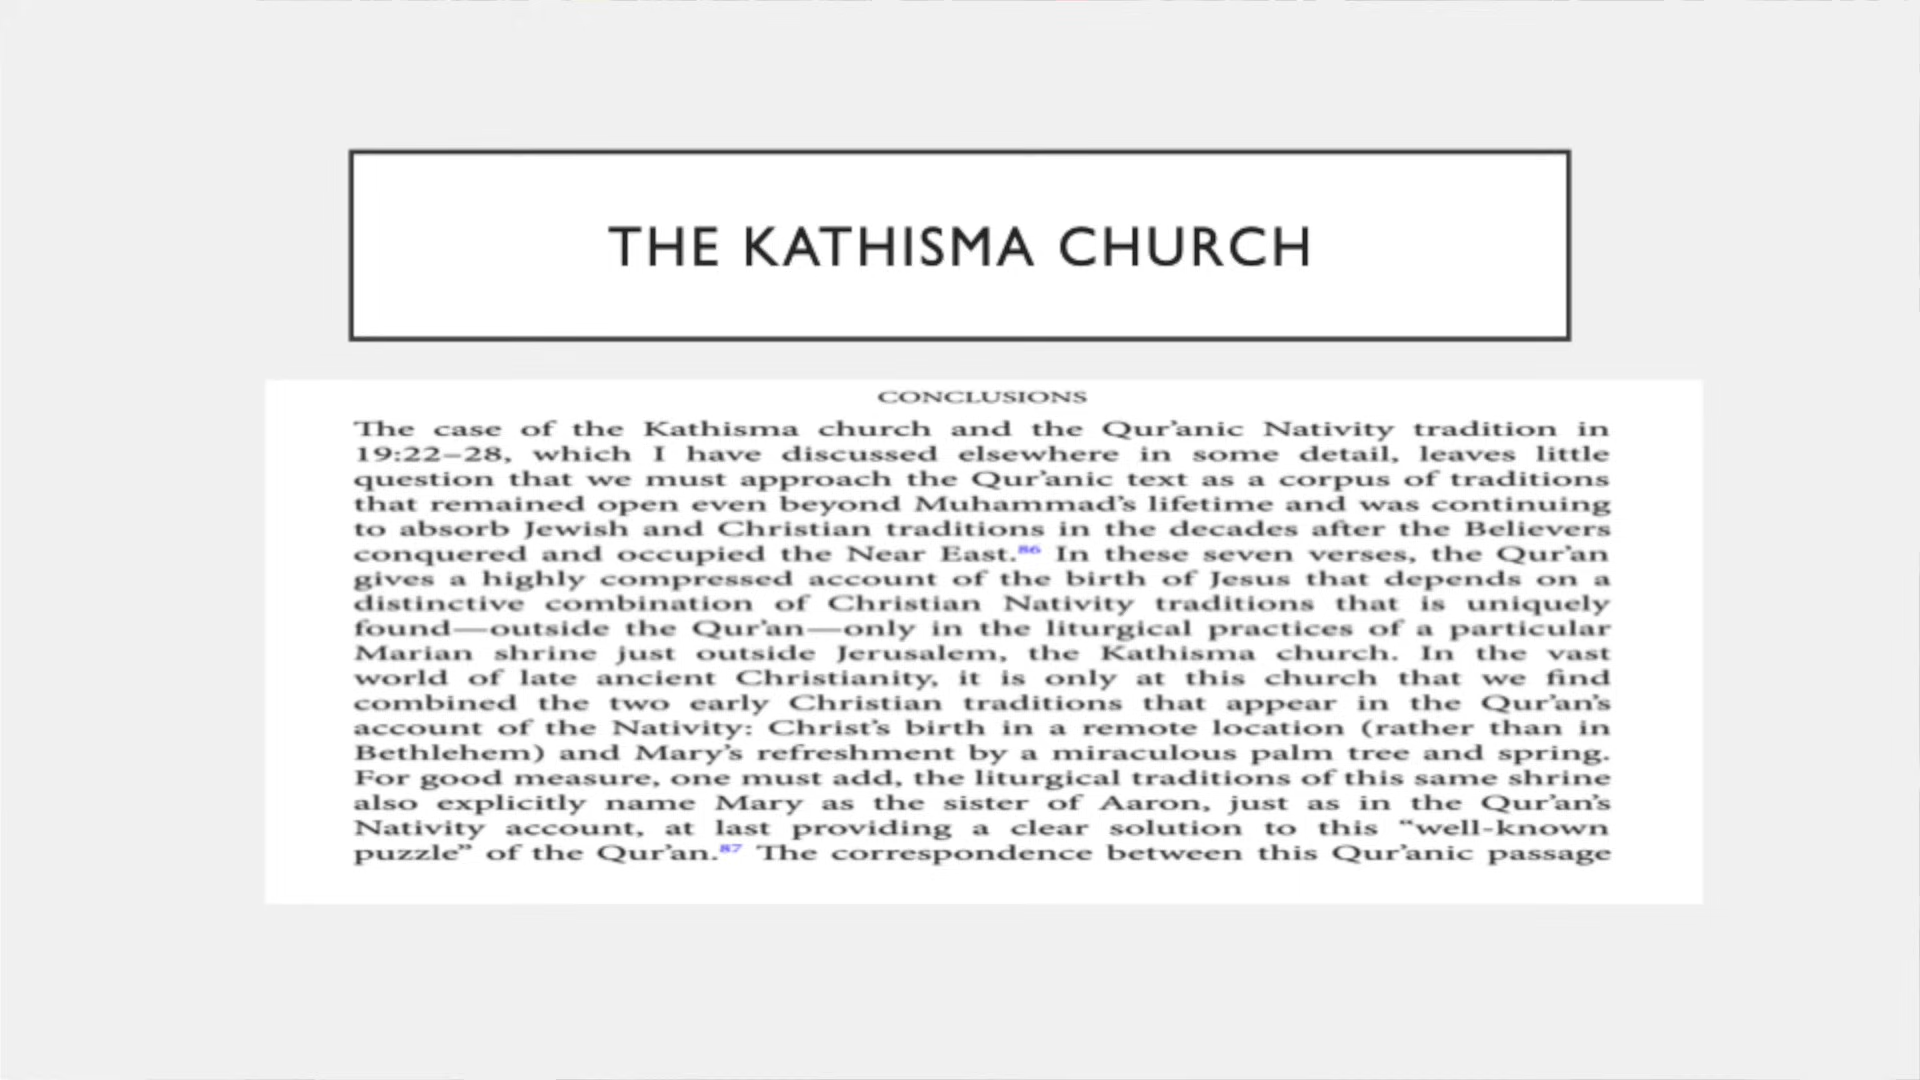 THE KATHISMA CHURCH
CONCLUSIONS
The case of the Kathisma church and the Qur’anic Nativity tradition in
19:22–28, which I have discussed elsewhere in some detail, leaves little
question that we must approach the Qur’anic text as a corpus of traditions
that remained open even beyond Muhammad’s lifetime and was continuing
to absorb Jewish and Christian traditions in the decades after the Believers
conquered and occupied the Near East.86 In these seven verses, the Qur’an
gives a highly compressed account of the birth of Jesus that depends on a
distinctive combination of Christian Nativity traditions that is uniquely
found—outside the Qur’an—only in the liturgical practices of a particular
Marian shrine just outside Jerusalem, the Kathisma church. In the vast
world of late ancient Christianity, it is only at this church that we find
combined the two early Christian traditions that appear in the Qur’an’s
account of the Nativity: Christ’s birth in a remote location (rather than in
Bethlehem) and Mary’s refreshment by a miraculous palm tree and spring.
For good measure, one must add, the liturgical traditions of this same shrine
also explicitly name Mary as the sister of Aaron, just as in the Qur’an’s
Nativity account, at last providing a clear solution to this “well-known
puzzle” of the Qur’an.87 The correspondence between this Qur’anic passage